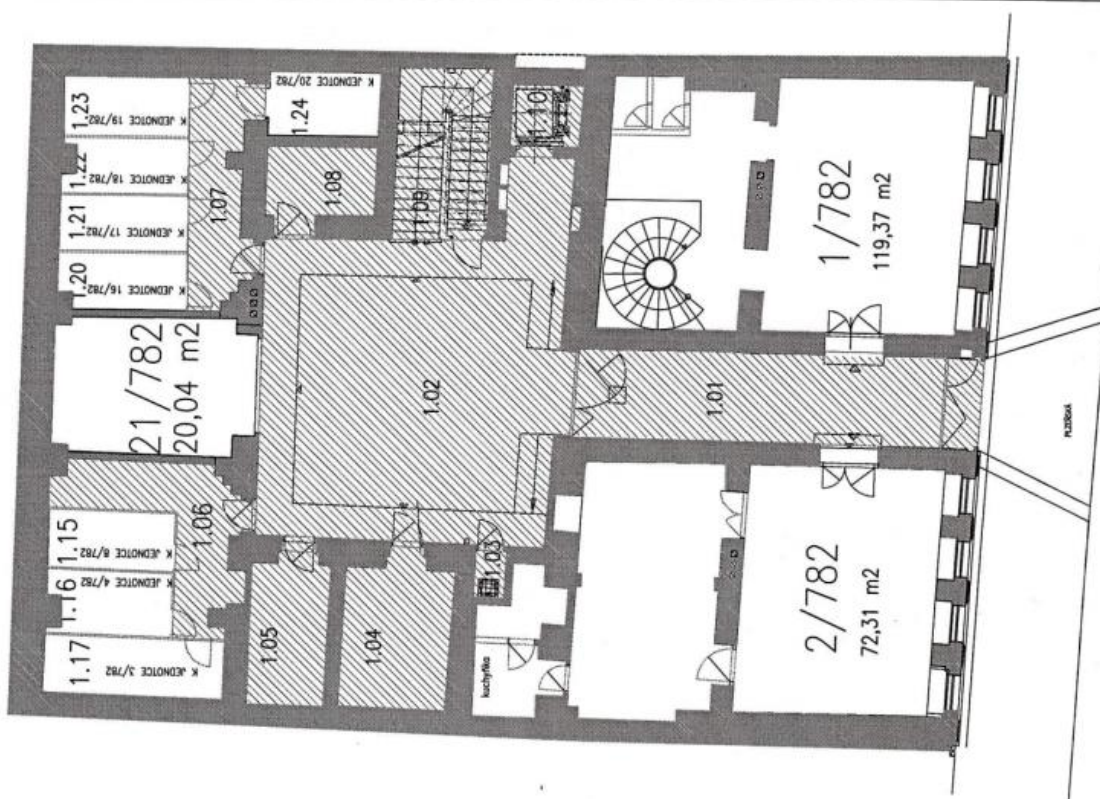 1.23
K JEDNOTCE 19/782
1.22
K JEDNOTCE 18/782
1.21
K JEDNOTCE 17/782
1.20
K JEDNOTCE 16/782
1.24
K JEDNOTCE 20/782
1.07
1.08
1.09
1.10
21/782
20,04 m2
1.02
1.01
1/782
119,37 m2
1.15
K JEDNOTCE 8/782
1.16
K JEDNOTCE 4/782
1.17
K JEDNOTCE 3/782
1.06
1.05
1.04
1.03
kuchyňka
2/782
72,31 m2
PLZEŇSKÁ